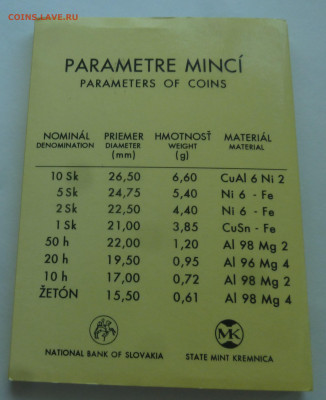 COINS.LAVE.RU
PARAMETRE MINCÍ
PARAMETERS OF COINS
NOMINÁL PRIEMER HMOTNOSŤ MATERIÁL
DENOMINATION DIAMETER WEIGHT MATERIAL
(mm) (g)
10 Sk 26,50 6,60 CuAl 6 Ni 2
5 Sk 24,75 5,40 Ni 6 - Fe
2 Sk 22,50 4,40 Ni 6 - Fe
1 Sk 21,00 3,85 CuSn - Fe
50 h 22,00 1,20 Al 98 Mg 2
20 h 19,50 0,95 Al 96 Mg 4
10 h 17,00 0,72 Al 98 Mg 2
ŽETÓN 15,50 0,61 Al 98 Mg 4
MK
NATIONAL BANK OF SLOVAKIA STATE MINT KREMNICA